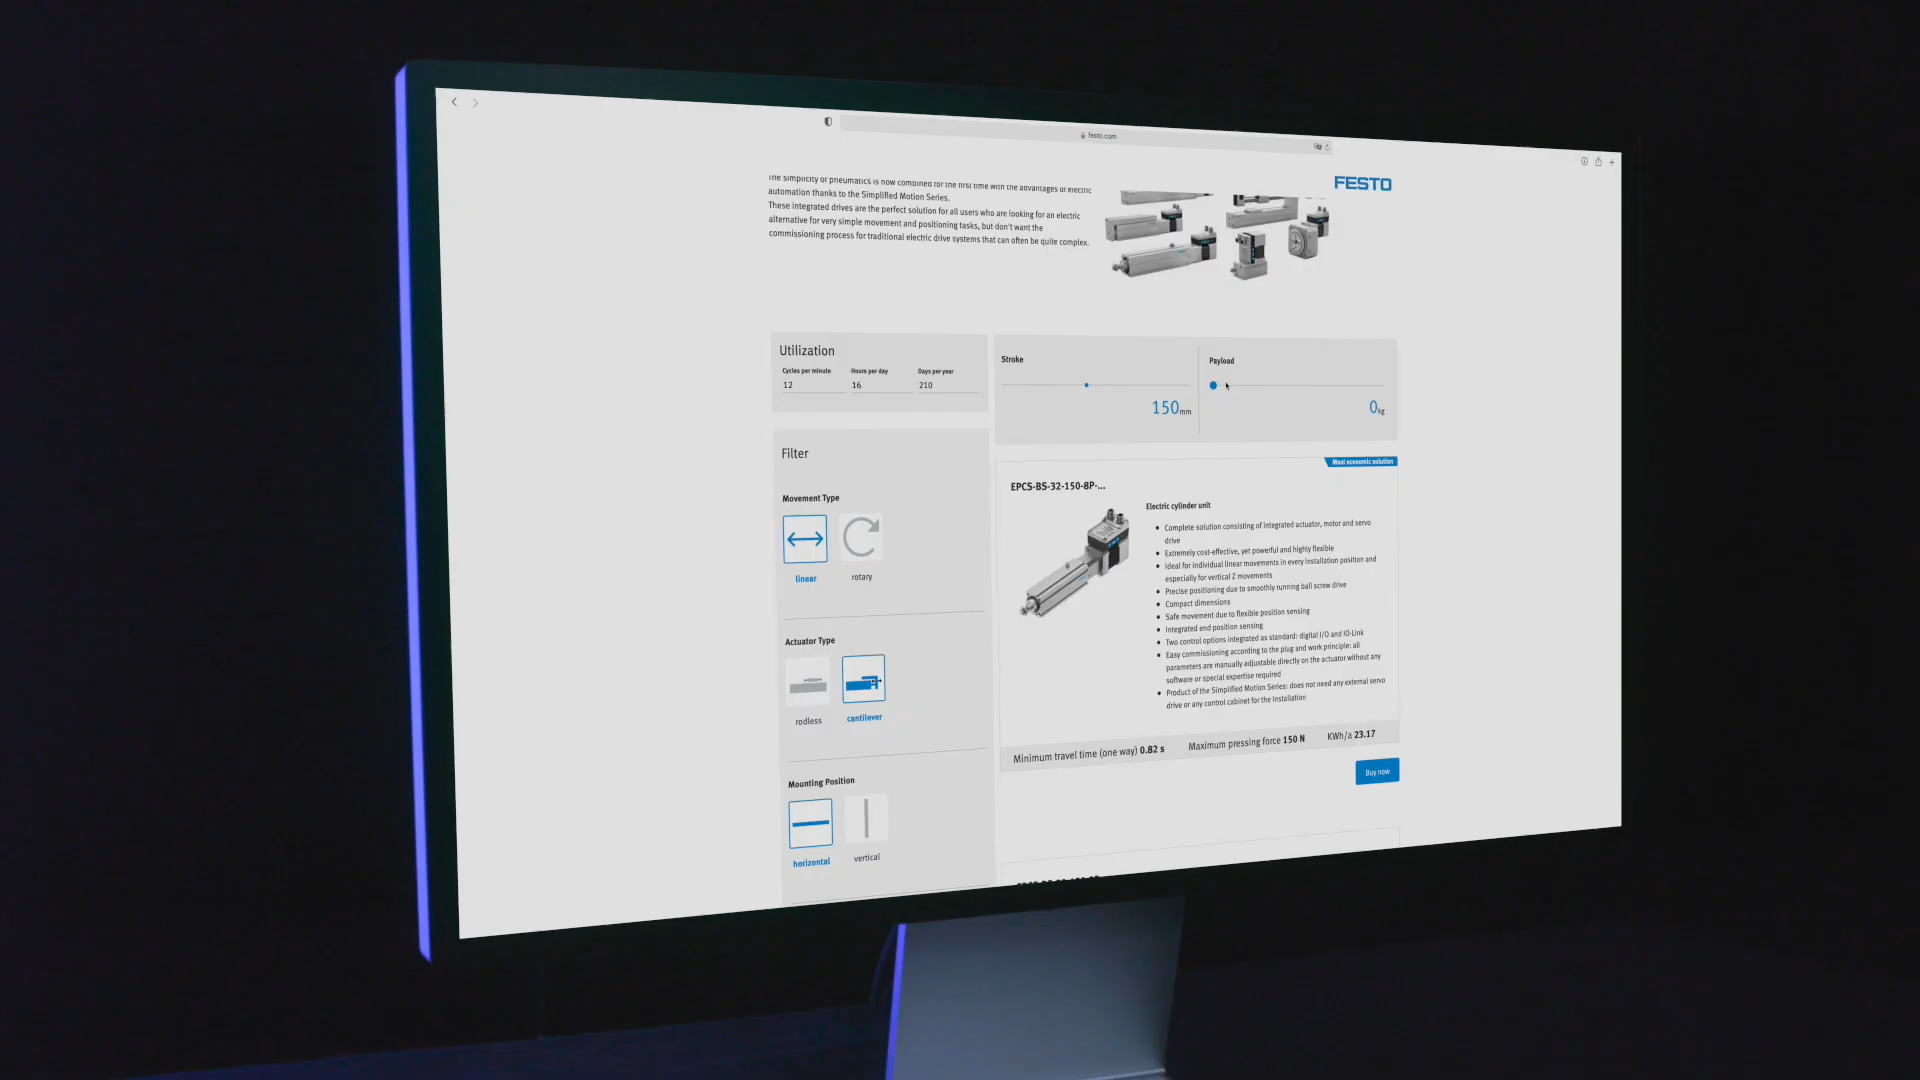 festo.com
FESTO
The simplicity of pneumatics is now combined for the first time with the advantages of electric
automation thanks to the Simplified Motion Series.
These integrated drives are the perfect solution for all users who are looking for an electric
alternative for very simple movement and positioning tasks, but don't want the
commissioning process for traditional electric drive systems that can often be quite complex.
Utilization
Cycles per minute Hours per day Days per year
12 16 210
Stroke
150mm
Payload
0kg
Filter
Movement Type
linear rotary
Actuator Type
rodless cantilever
Mounting Position
horizontal vertical
Most economic solution
EPCS-BS-32-150-8P-...
Electric cylinder unit
Complete solution consisting of integrated actuator, motor and servo
drive
Extremely cost-effective, yet powerful and highly flexible
Ideal for individual linear movements in every installation position and
especially for vertical Z movements
Precise positioning due to smoothly running ball screw drive
Compact dimensions
Safe movement due to flexible position sensing
Integrated end position sensing
Two control options integrated as standard: digital I/O and IO-Link
Easy commissioning according to the plug and work principle: all
parameters are manually adjustable directly on the actuator without any
software or special expertise required
Product of the Simplified Motion Series: does not need any external servo
drive or any control cabinet for the installation
Minimum travel time (one way) 0.82 s Maximum pressing force 150 N KWh/a 23.17
Buy now